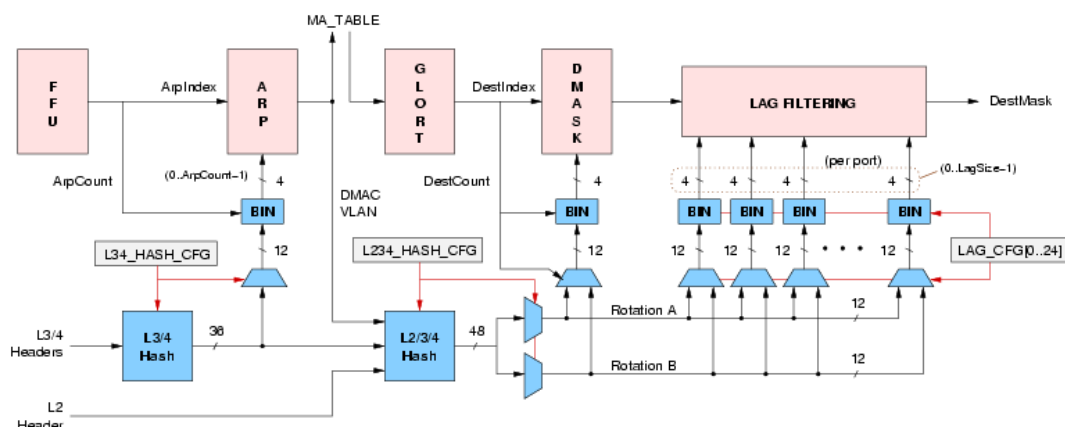 MA_TABLE
FFU
ArpIndex
ARP
GLORT
DestIndex
DMASK
LAG FILTERING
DestMask
ArpCount
(0..ArpCount-1)
4
DestCount
4
(per port)
4
4
4
4
(0..LagSize-1)
BIN
DMAC
VLAN
BIN
BIN
BIN
BIN
BIN
12
12
12
12
12
12
L34_HASH_CFG
L234_HASH_CFG
LAG_CFG[0..24]
L3/4
Headers
L3/4
Hash
36
L2/3/4
Hash
48
Rotation A
12
Rotation B
12
L2
Header